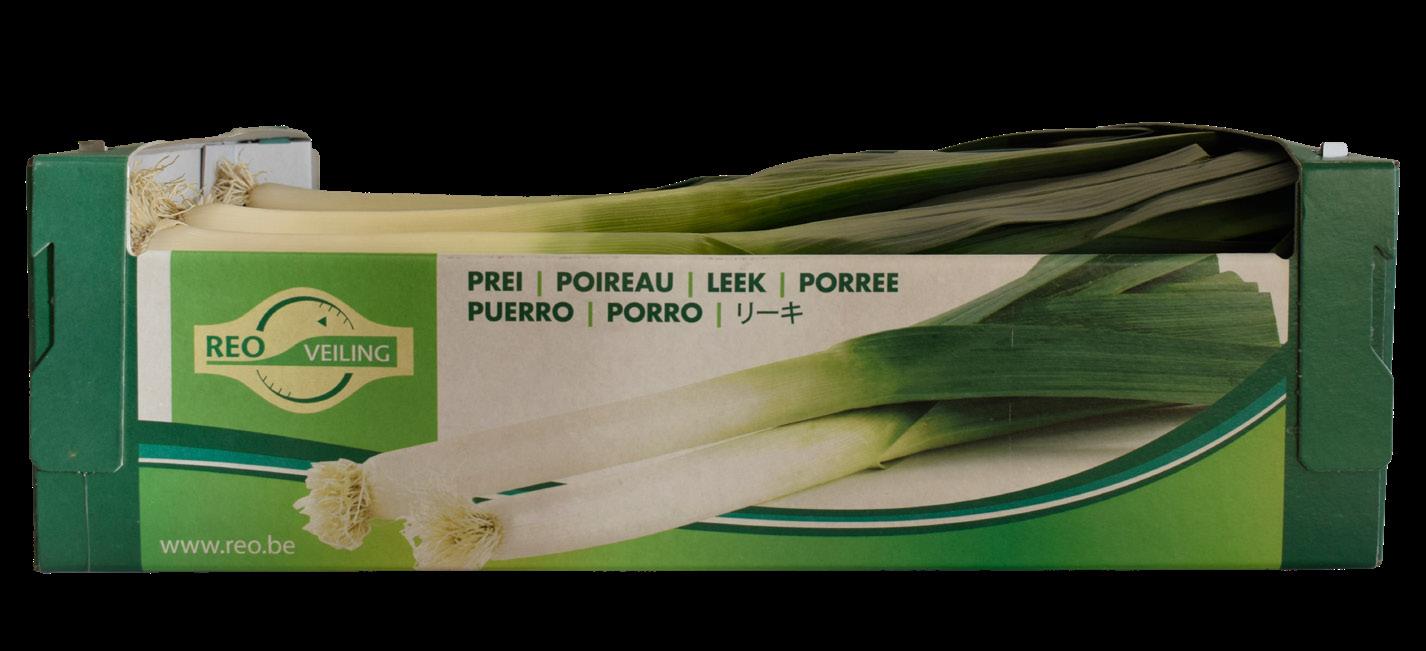 REO VEILING
PREI | POIREAU | LEEK | PORREE
PUERRO | PORRO | リーキ
www.reo.be